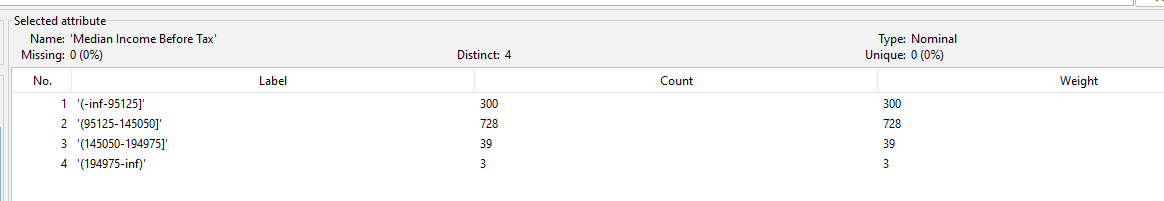 Selected attribute
Name: 'Median Income Before Tax' Type: Nominal
Missing: 0 (0%) Distinct: 4 Unique: 0 (0%)
No. Label Count Weight
1 '(-inf-95125]' 300 300
2 '(95125-145050]' 728 728
3 '(145050-194975]' 39 39
4 '(194975-inf)' 3 3